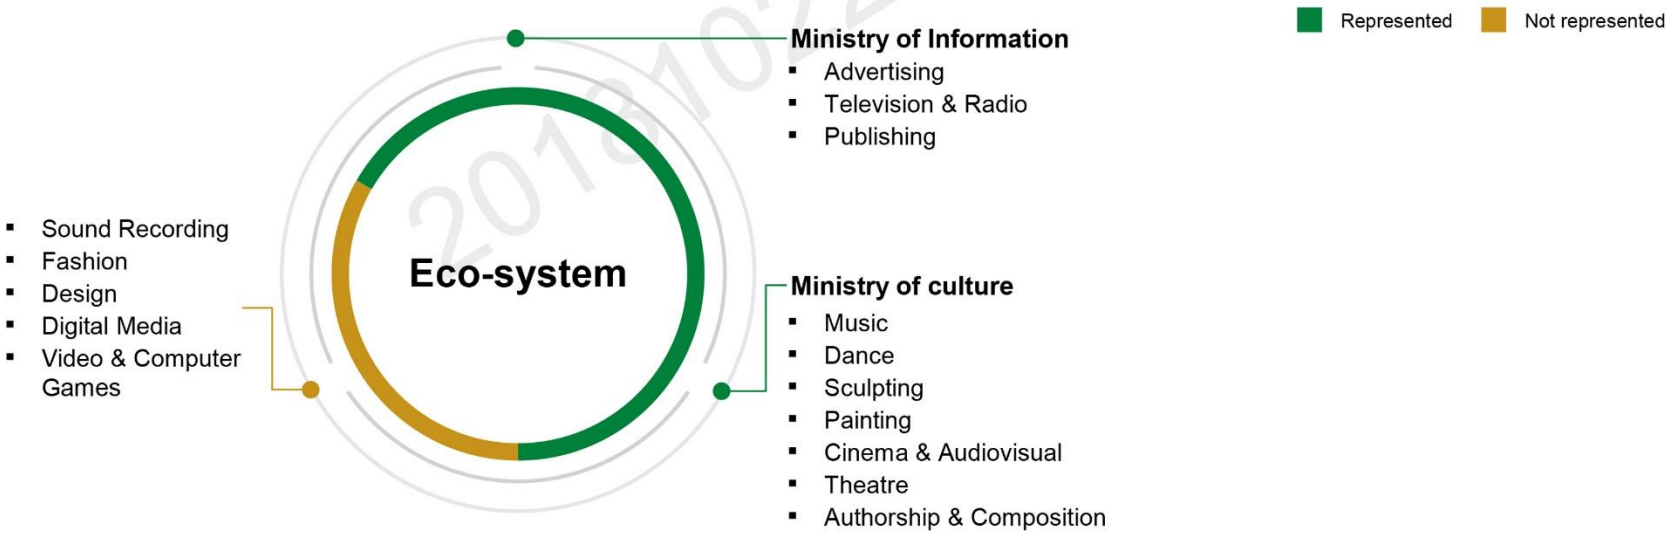 Represented
Not represented
Ministry of Information
▪ Advertising
▪ Television & Radio
▪ Publishing
▪ Sound Recording
▪ Fashion
▪ Design
▪ Digital Media
▪ Video & Computer
Games
Eco-system
Ministry of culture
▪ Music
▪ Dance
▪ Sculpting
▪ Painting
▪ Cinema & Audiovisual
▪ Theatre
▪ Authorship & Composition
2018102